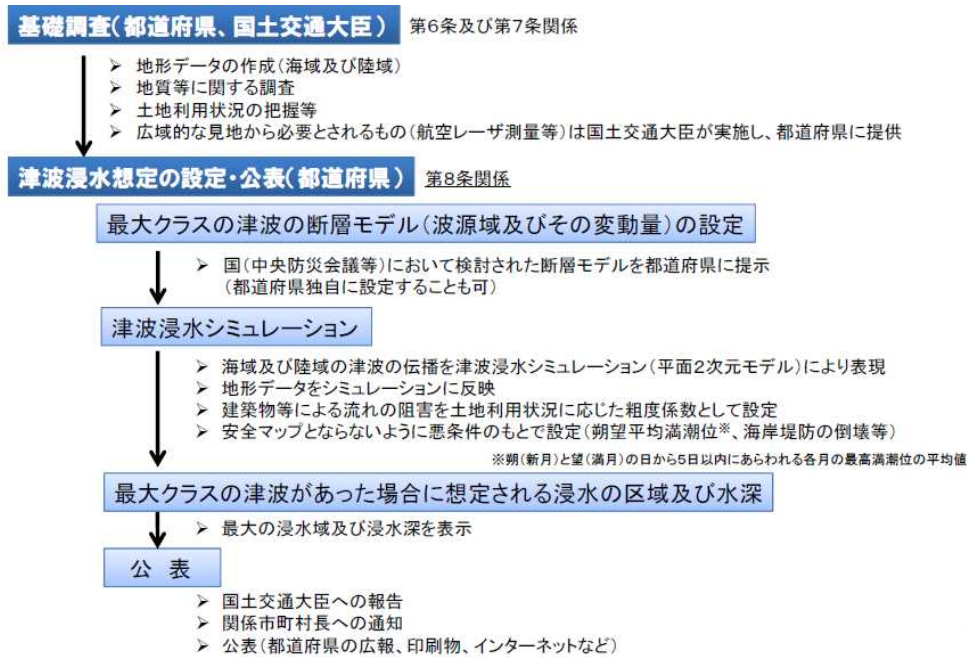 基礎調査(都道府県、国土交通大臣) 第6条及び第7条関係
➢ 地形データの作成(海域及び陸域)
➢ 地質等に関する調査
➢ 土地利用状況の把握等
➢ 広域的な見地から必要とされるもの(航空レーザ測量等)は国土交通大臣が実施し、都道府県に提供
津波浸水想定の設定・公表(都道府県) 第8条関係
最大クラスの津波の断層モデル(波源域及びその変動量)の設定
➢ 国(中央防災会議等)において検討された断層モデルを都道府県に提示
(都道府県独自に設定することも可)
津波浸水シミュレーション
➢ 海域及び陸域の津波の伝播を津波浸水シミュレーション(平面2次元モデル)により表現
➢ 地形データをシミュレーションに反映
➢ 建築物等による流れの阻害を土地利用状況に応じた粗度係数として設定
➢ 安全マップとならないように悪条件のもとで設定(朔望平均満潮位※、海岸堤防の倒壊等)
※朔(新月)と望(満月)の日から5日以内にあらわれる各月の最高満潮位の平均値
最大クラスの津波があった場合に想定される浸水の区域及び水深
➢ 最大の浸水域及び浸水深を表示
公 表
➢ 国土交通大臣への報告
➢ 関係市町村長への通知
➢ 公表(都道府県の広報、印刷物、インターネットなど)